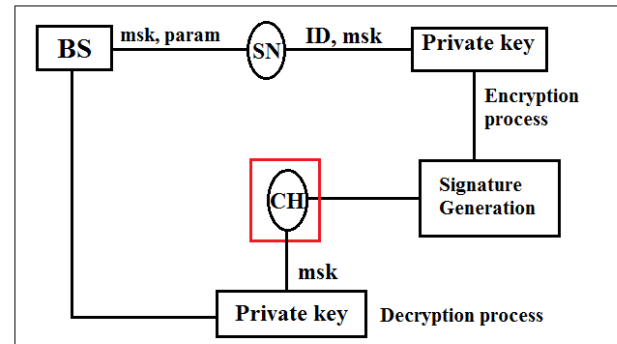 BS
msk, param
SN
ID, msk
Private key
Encryption
process
Signature
Generation
CH
msk
Private key
Decryption process